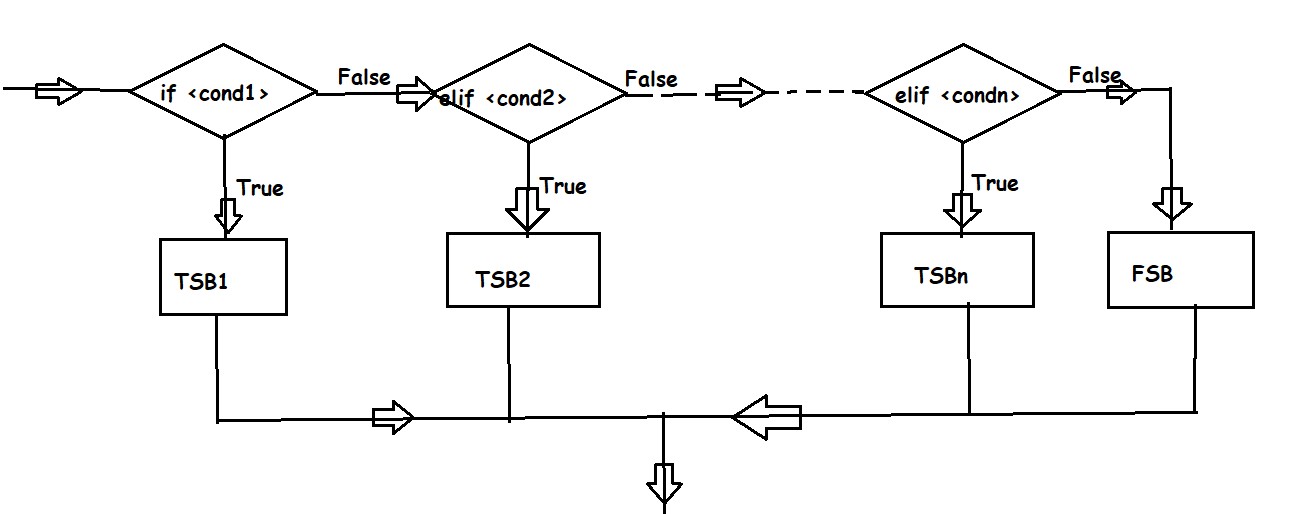 if <cond1>
False
elif <cond2>
False
elif <condn>
False
True
True
True
TSB1
TSB2
TSBn
FSB